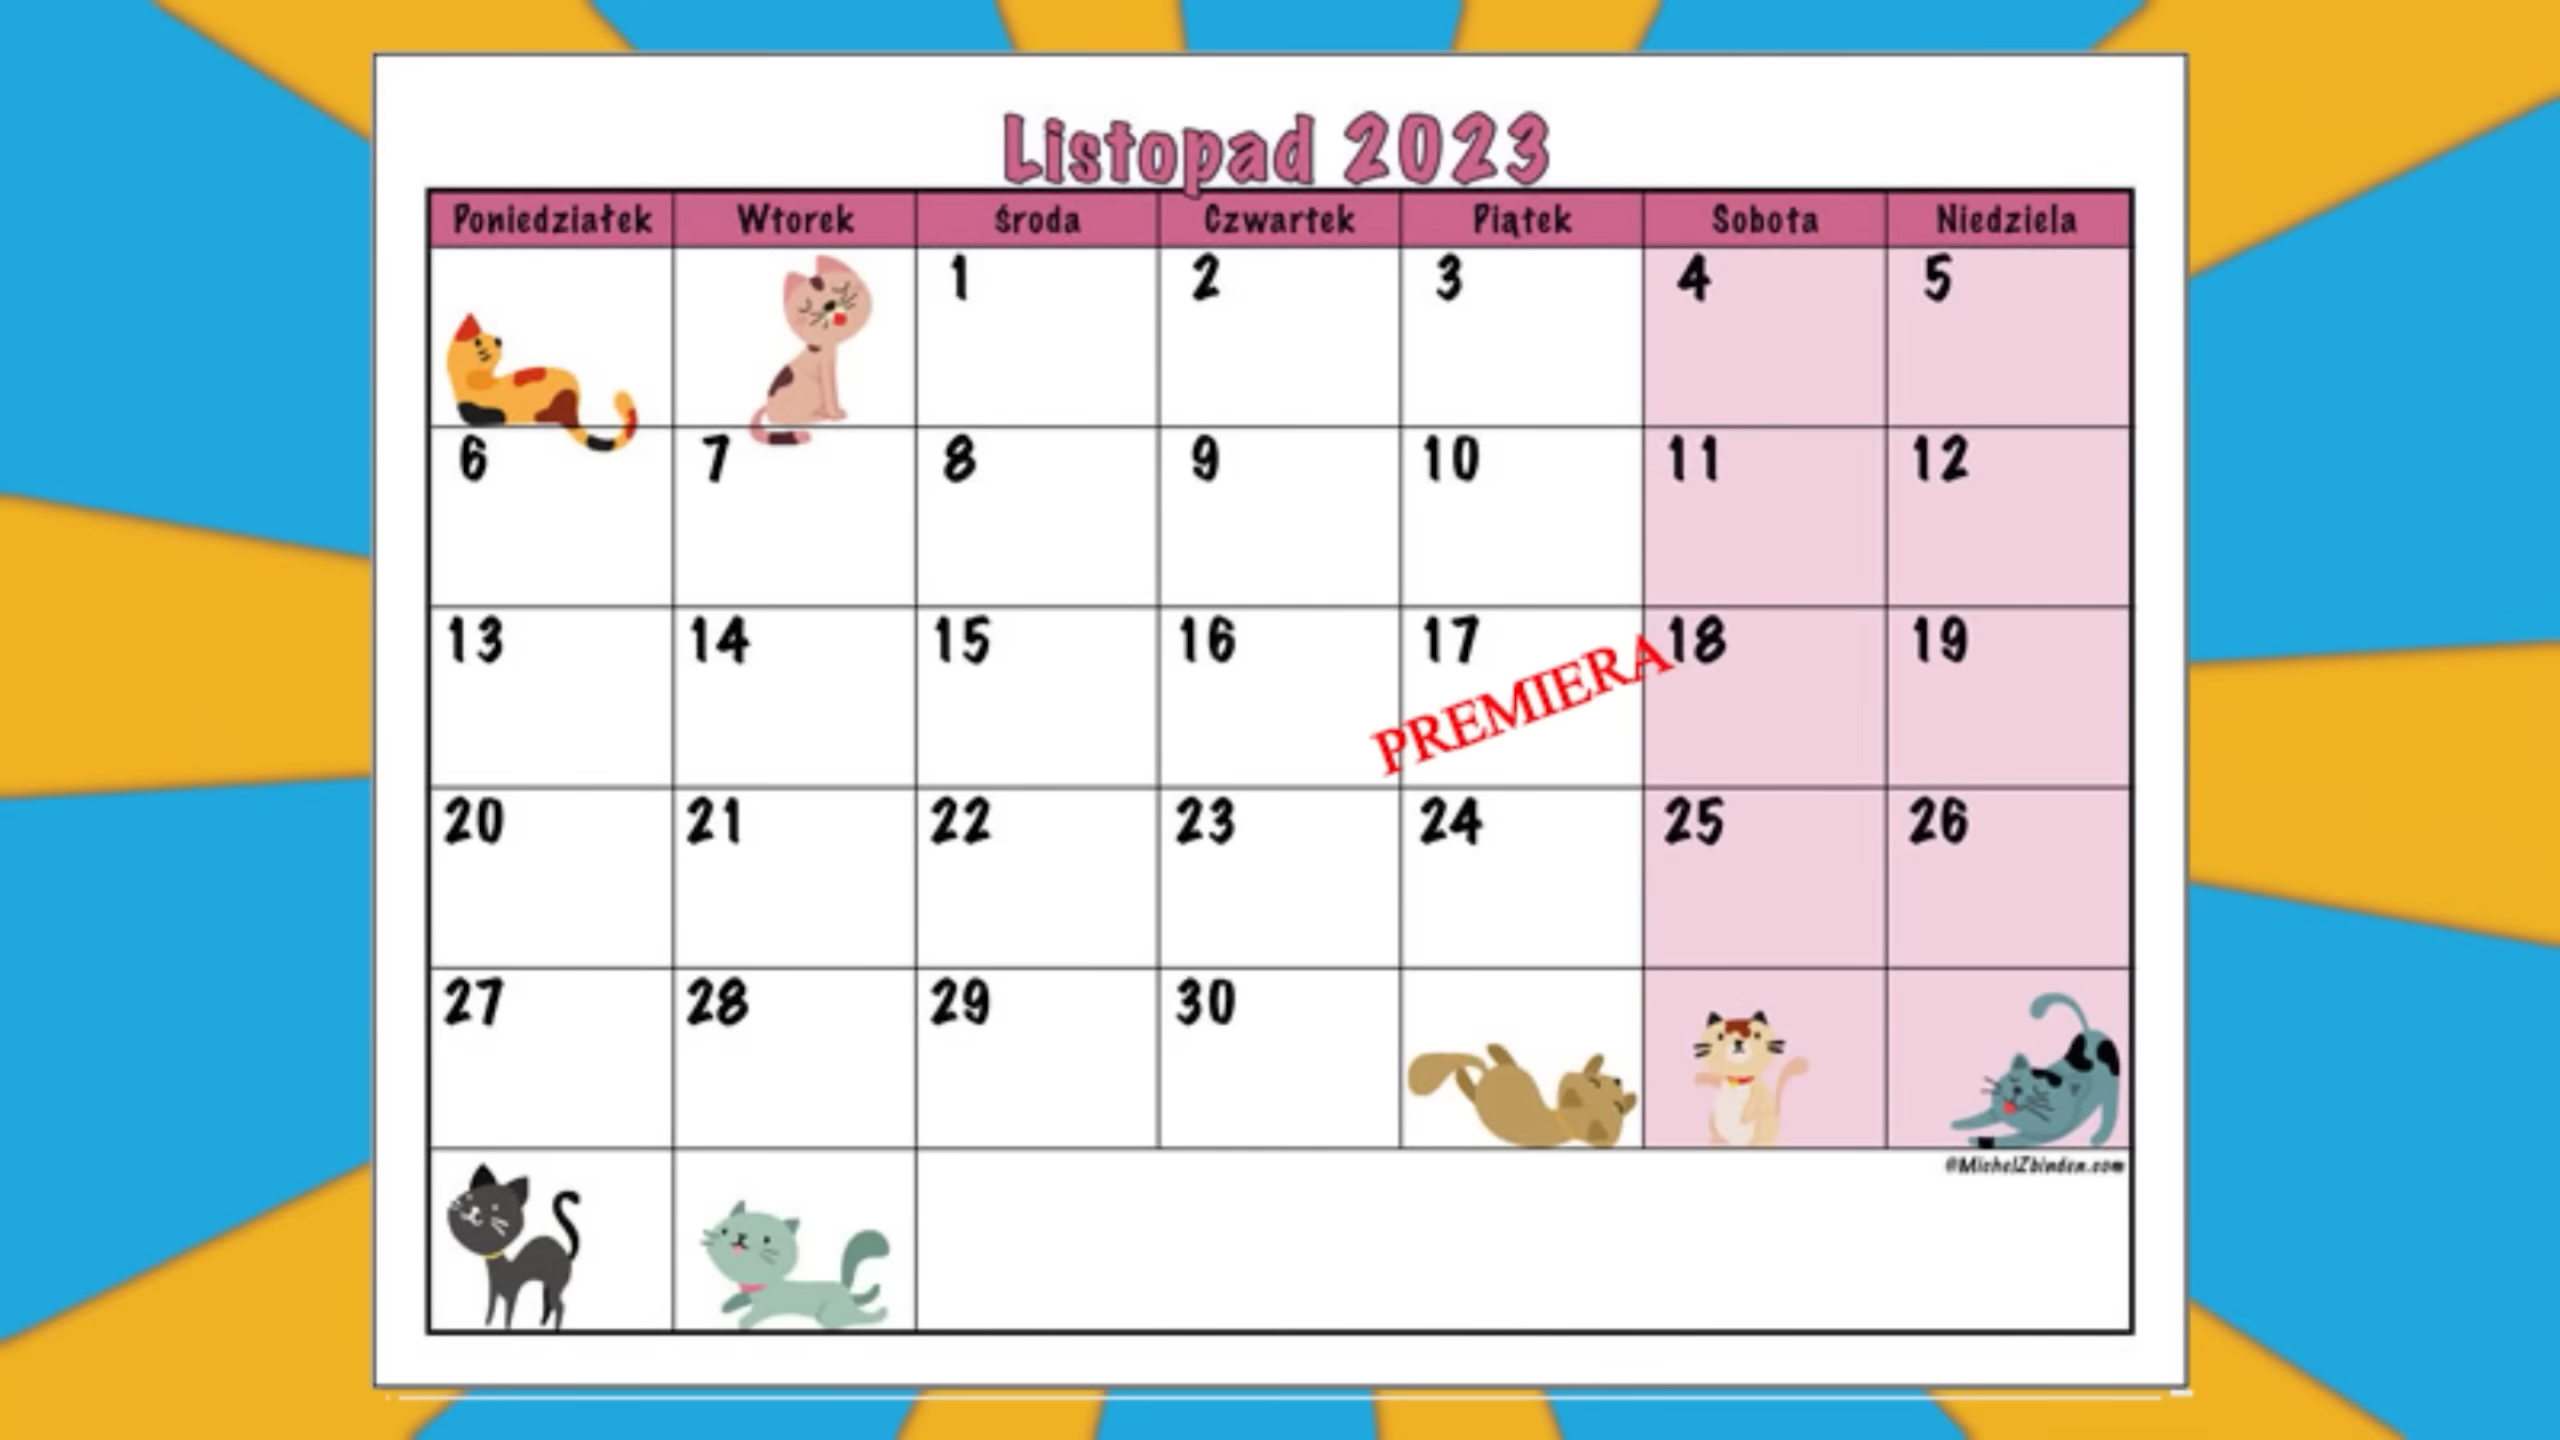 Listopad 2023
Poniedziałek Wtorek środa Czwartek Piątek Sobota Niedziela
1 2 3 4 5
6 7 8 9 10 11 12
13 14 15 16 17 18 19
PREMIERA
20 21 22 23 24 25 26
27 28 29 30
©MichelZbinden.com